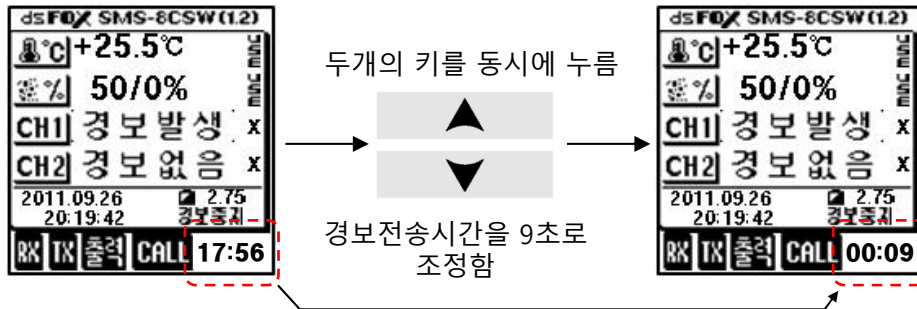 dsFOX SMS-8CSW(1.2)
℃ +25.5℃ USE
% 50/0% USE
CH1 경보발생 X
CH2 경보없음 X
2011.09.26 2.75
20:19:42 경보중지
RX TX 출력 CALL 17:56
두개의 키를 동시에 누름
경보전송시간을 9초로
조정함
dsFOX SMS-8CSW(1.2)
℃ +25.5℃ USE
% 50/0% USE
CH1 경보발생 X
CH2 경보없음 X
2011.09.26 2.75
20:19:42 경보중지
RX TX 출력 CALL 00:09